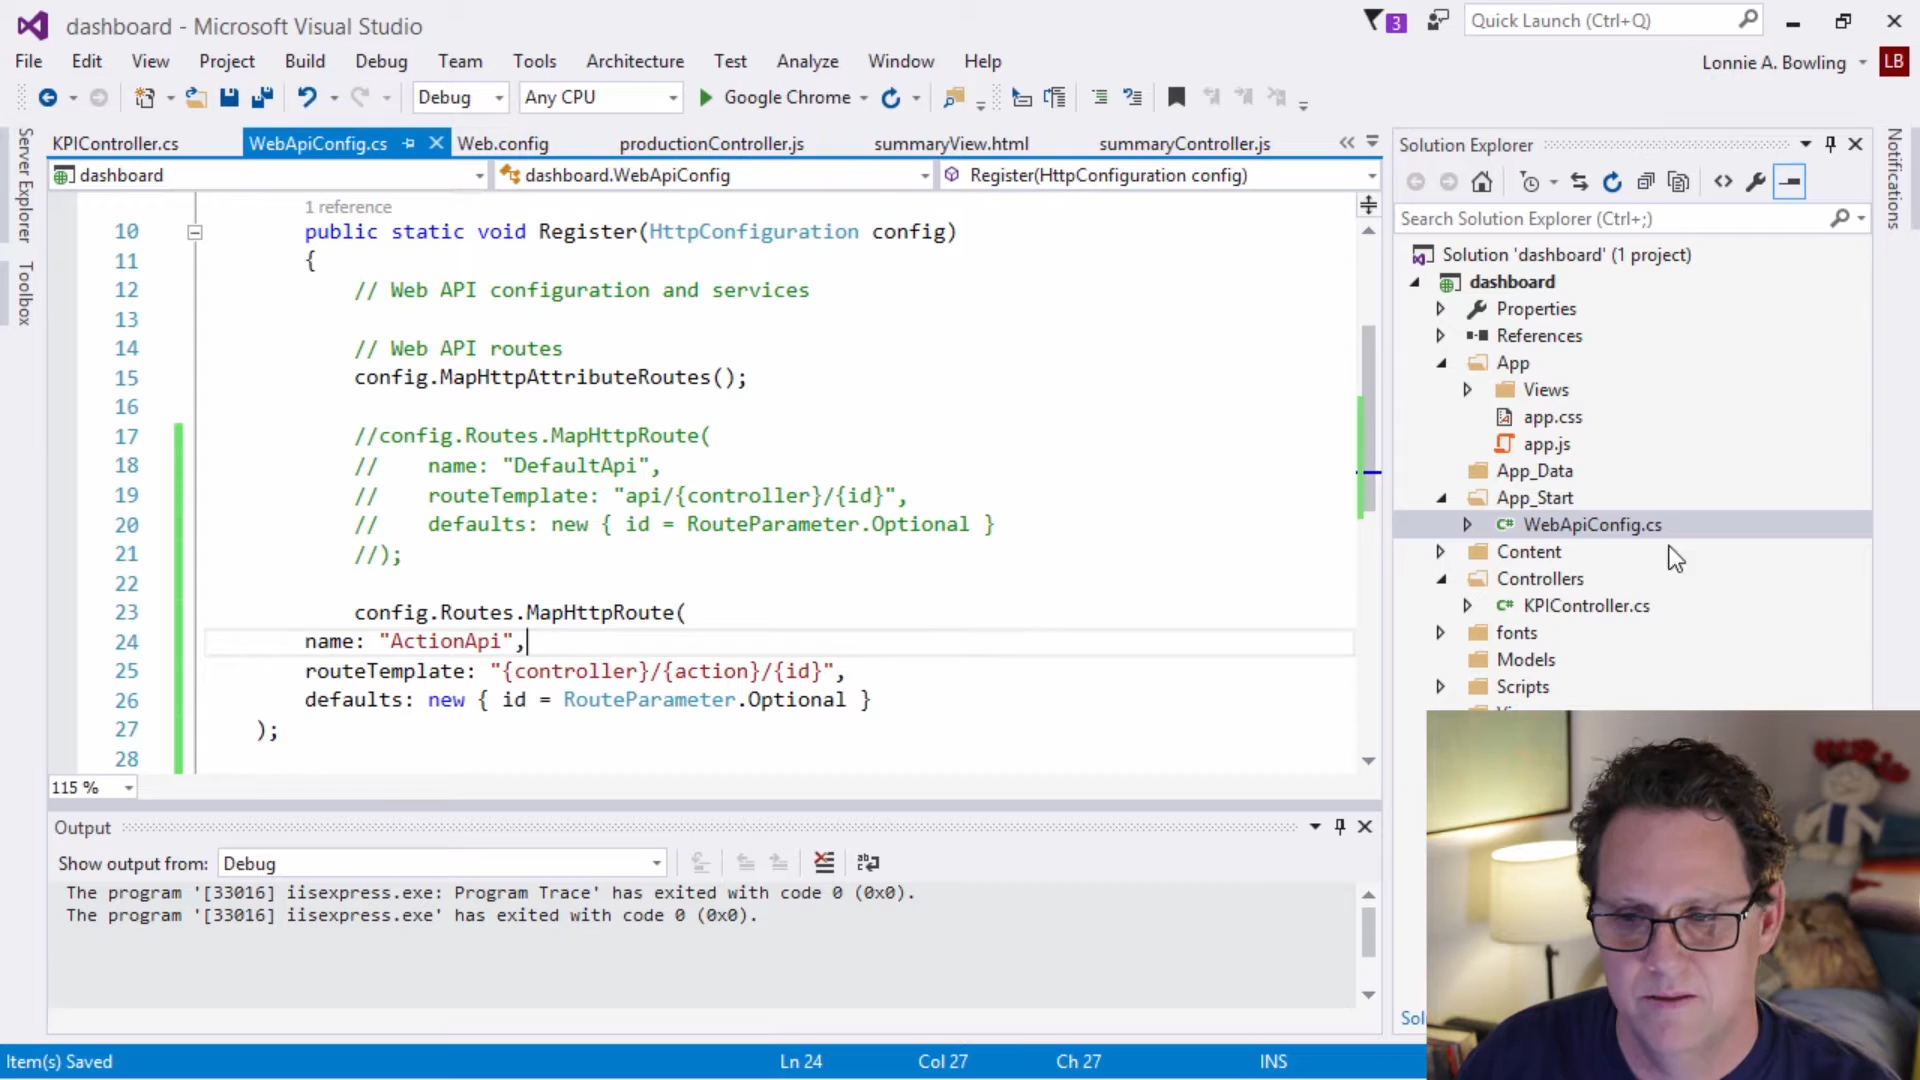 dashboard - Microsoft Visual Studio
3
Quick Launch (Ctrl+Q)
File Edit View Project Build Debug Team Tools Architecture Test Analyze Window Help
Lonnie A. Bowling LB
Debug Any CPU Google Chrome
Server Explorer
Toolbox
KPIController.cs WebApiConfig.cs Web.config productionController.js summaryView.html summaryController.js
dashboard dashboard.WebApiConfig Register(HttpConfiguration config)
1 reference
10 public static void Register(HttpConfiguration config)
11 {
12 // Web API configuration and services
13
14 // Web API routes
15 config.MapHttpAttributeRoutes();
16
17 //config.Routes.MapHttpRoute(
18 // name: "DefaultApi",
19 // routeTemplate: "api/{controller}/{id}",
20 // defaults: new { id = RouteParameter.Optional }
21 //);
22
23 config.Routes.MapHttpRoute(
24 name: "ActionApi",
25 routeTemplate: "{controller}/{action}/{id}",
26 defaults: new { id = RouteParameter.Optional }
27 );
28
115 %
Output
Show output from: Debug
The program '[33016] iisexpress.exe: Program Trace' has exited with code 0 (0x0).
The program '[33016] iisexpress.exe' has exited with code 0 (0x0).
Item(s) Saved Ln 24 Col 27 Ch 27 INS
Solution Explorer
Search Solution Explorer (Ctrl+;)
Solution 'dashboard' (1 project)
dashboard
Properties
References
App
Views
app.css
app.js
App_Data
App_Start
C# WebApiConfig.cs
Content
Controllers
C# KPIController.cs
fonts
Models
Scripts
Sol
Notifications